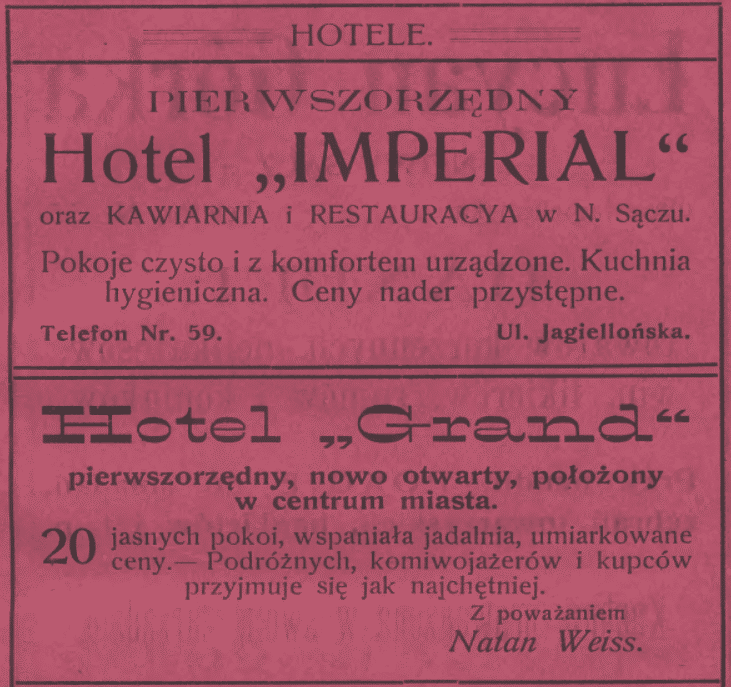 HOTELE.
PIERWSZORZĘDNY
Hotel „IMPERIAL“
oraz KAWIARNIA i RESTAURACYA w N. Sączu.
Pokoje czysto i z komfortem urządzone. Kuchnia
hygieniczna. Ceny nader przystępne.
Telefon Nr. 59. Ul. Jagiellońska.
Hotel „Grand“
pierwszorzędny, nowo otwarty, położony
w centrum miasta.
20 jasnych pokoi, wspaniała jadalnia, umiarkowane
ceny.— Podróżnych, komiwojażerów i kupców
przyjmuje się jak najchętniej.
Z poważaniem
Natan Weiss.